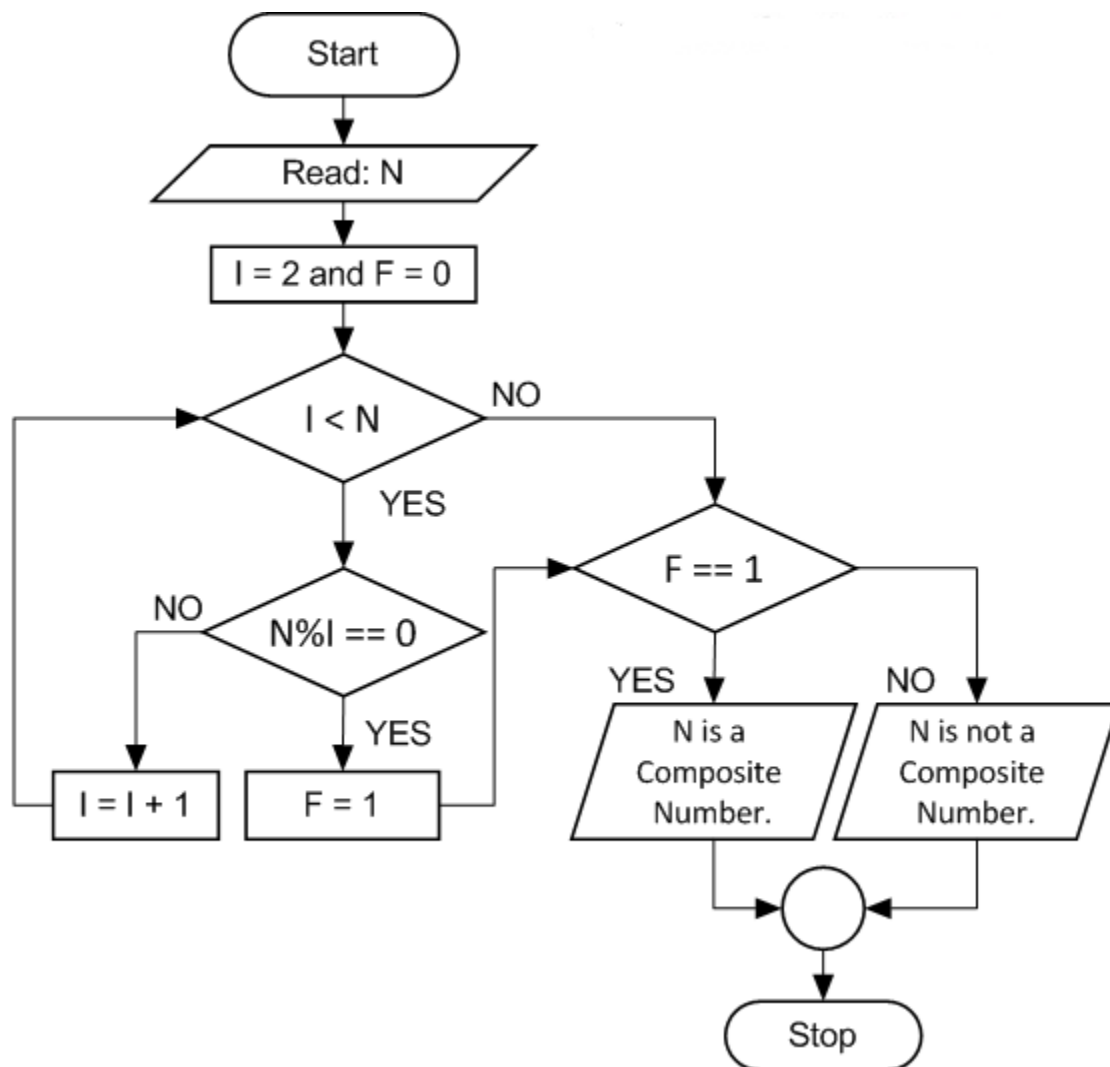 Start
Read: N
I = 2 and F = 0
I < N
NO
YES
N%I == 0
NO
YES
I = I + 1
F = 1
F == 1
YES
NO
N is a
Composite
Number.
N is not a
Composite
Number.
Stop